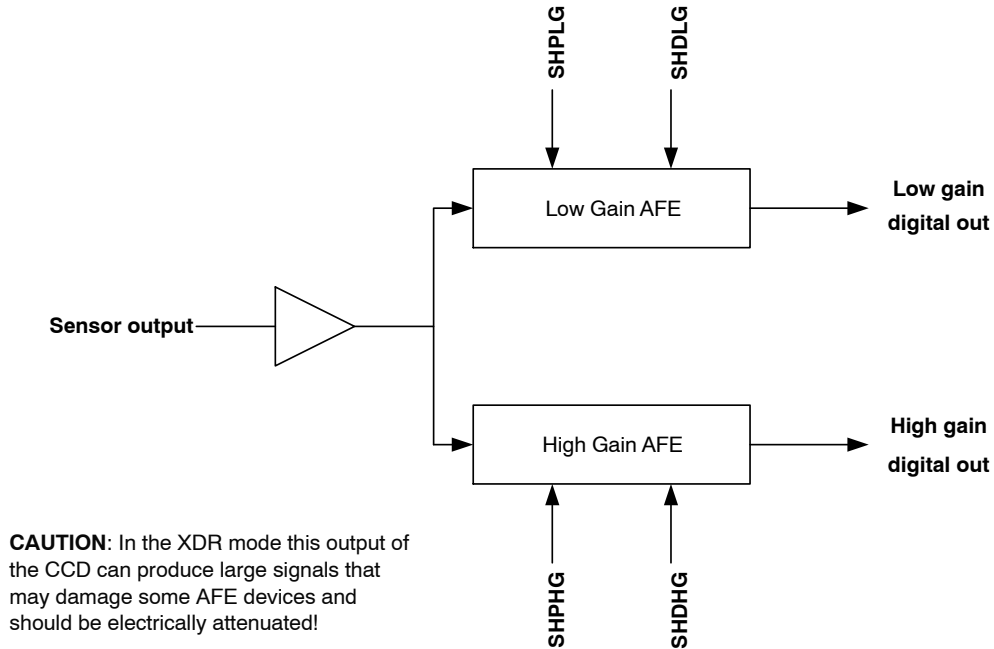 SHPLG
SHDLG
Low Gain AFE
Low gain
digital out
Sensor output
High Gain AFE
High gain
digital out
SHPHG
SHDHG
CAUTION: In the XDR mode this output of
the CCD can produce large signals that
may damage some AFE devices and
should be electrically attenuated!